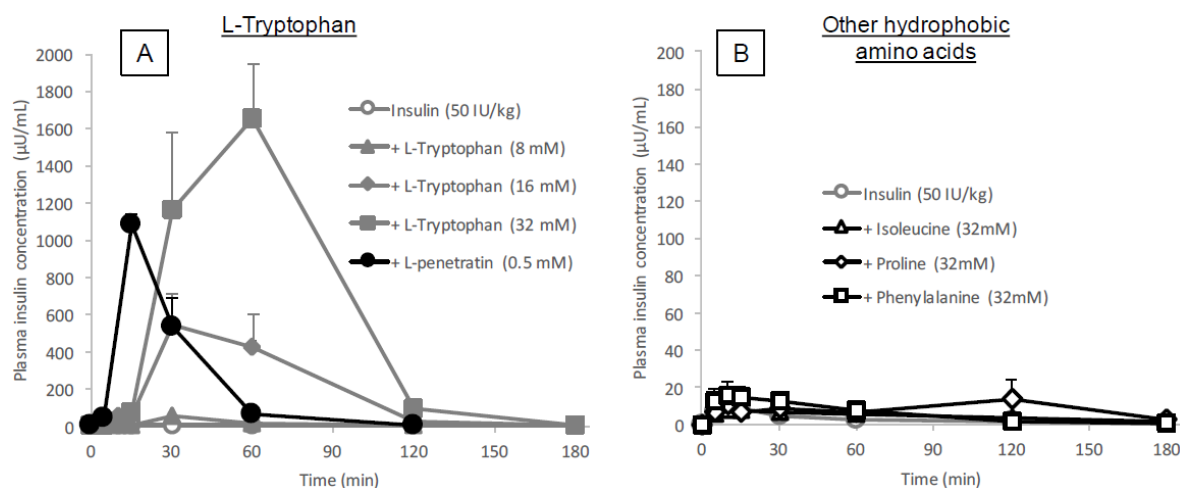 L-Tryptophan
A
Plasma insulin concentration (μU/mL)
2000
1800
1600
1400
1200
1000
800
600
400
200
0
0 30 60 90 120 150 180
Time (min)
Insulin (50 IU/kg)
+ L-Tryptophan (8 mM)
+ L-Tryptophan (16 mM)
+ L-Tryptophan (32 mM)
+ L-penetratin (0.5 mM)
Other hydrophobic
amino acids
B
Plasma insulin concentration (μU/mL)
200
180
160
140
120
100
80
60
40
20
0
0 30 60 90 120 150 180
Time (min)
Insulin (50 IU/kg)
+ Isoleucine (32mM)
+ Proline (32mM)
+ Phenylalanine (32mM)